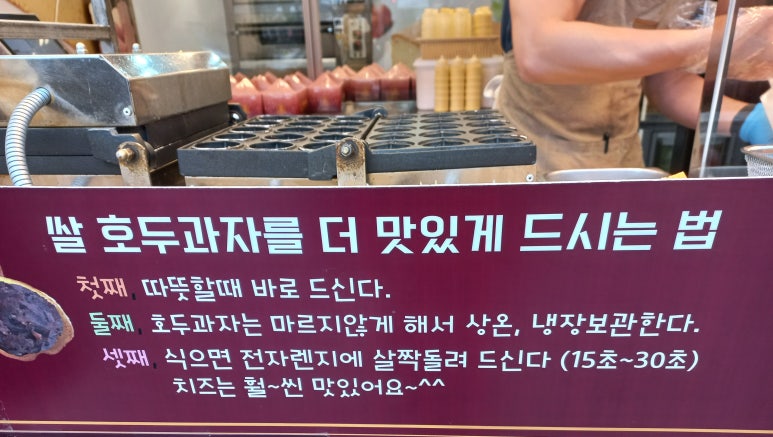 쌀 호두과자를 더 맛있게 드시는 법
첫째, 따뜻할때 바로 드신다.
둘째, 호두과자는 마르지않게 해서 상온, 냉장보관한다.
셋째, 식으면 전자렌지에 살짝돌려 드신다 (15초~30초)
치즈는 훨~씬 맛있어요~^^